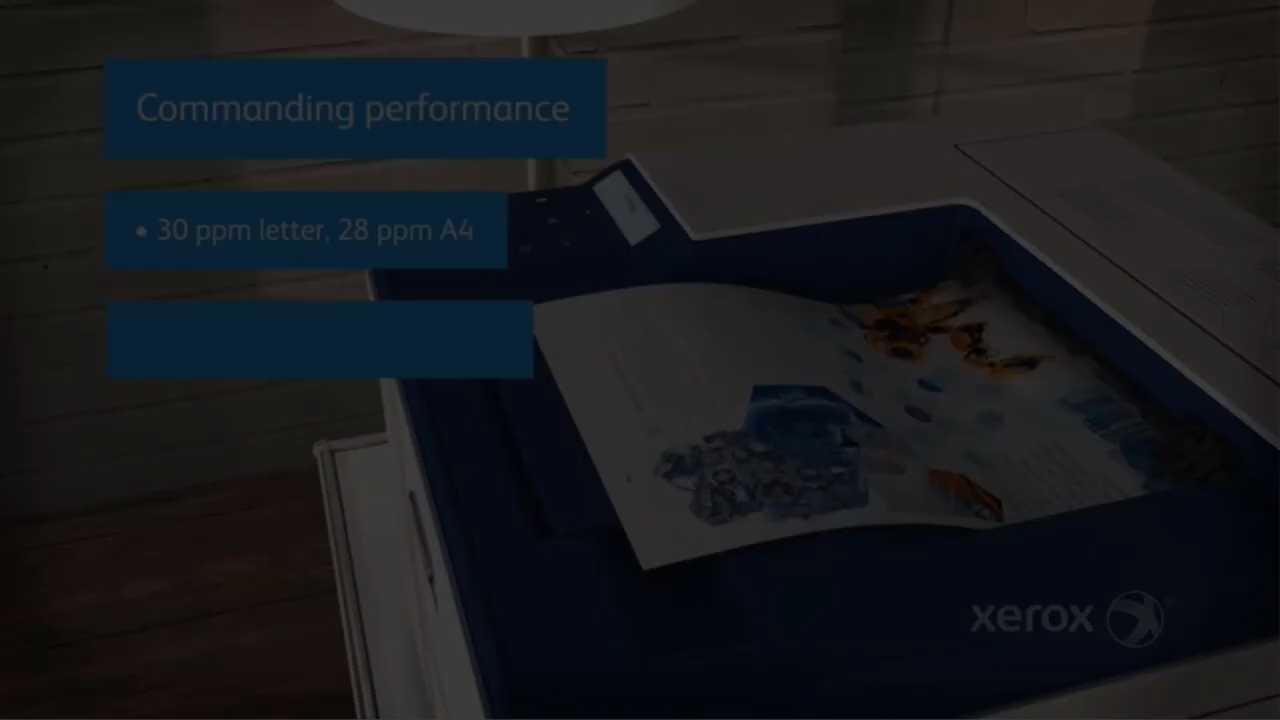 Commanding performance
• 30 ppm letter, 28 ppm A4
xerox